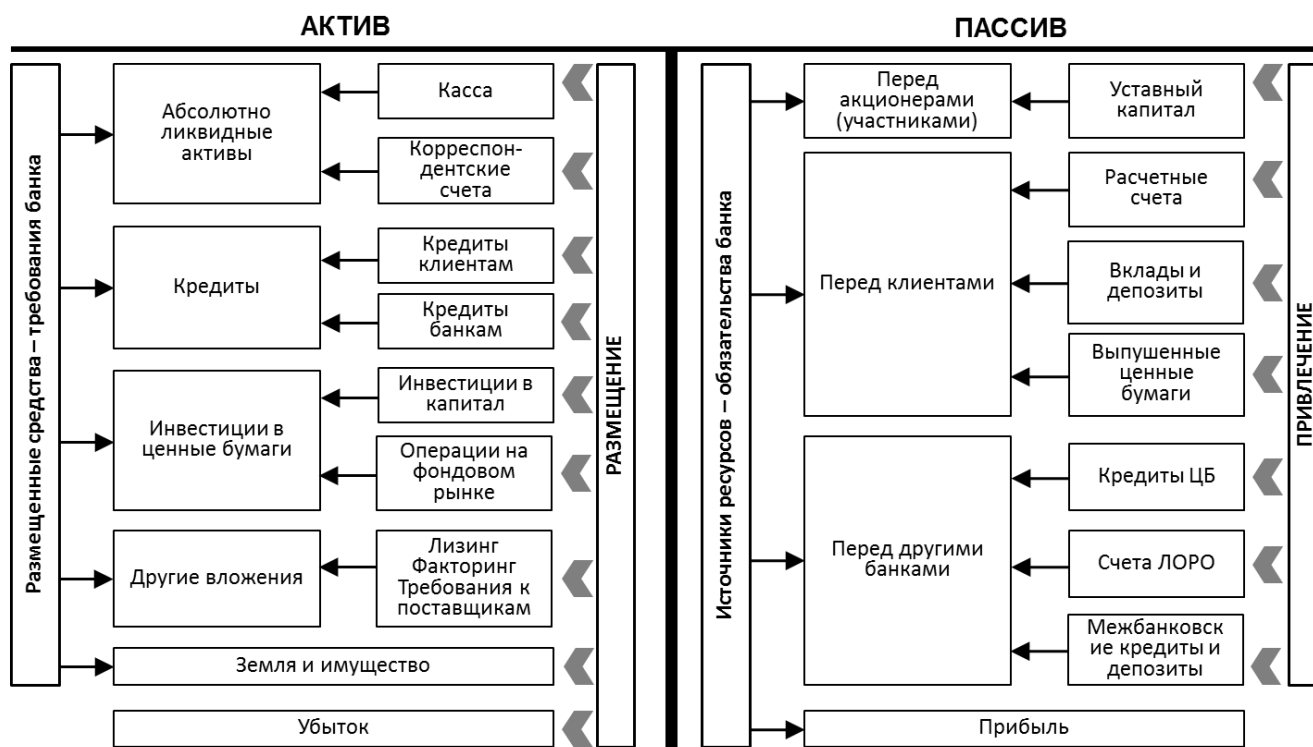 АКТИВ
Размещенные средства – требования банка
Абсолютно
ликвидные
активы
Касса
Корреспон-
дентские
счета
Кредиты
Кредиты
клиентам
Кредиты
банкам
Инвестиции в
ценные бумаги
Инвестиции в
капитал
Операции на
фондовом
рынке
Другие вложения
Лизинг
Факторинг
Требования к
поставщикам
Земля и имущество
Убыток
РАЗМЕЩЕНИЕ
ПАССИВ
Источники ресурсов – обязательства банка
Перед
акционерами
(участниками)
Уставный
капитал
Перед клиентами
Расчетные
счета
Вклады и
депозиты
Выпушенные
ценные
бумаги
Перед другими
банками
Кредиты ЦБ
Счета ЛОРО
Межбанковск
ие кредиты и
депозиты
Прибыль
ПРИВЛЕЧЕНИЕ